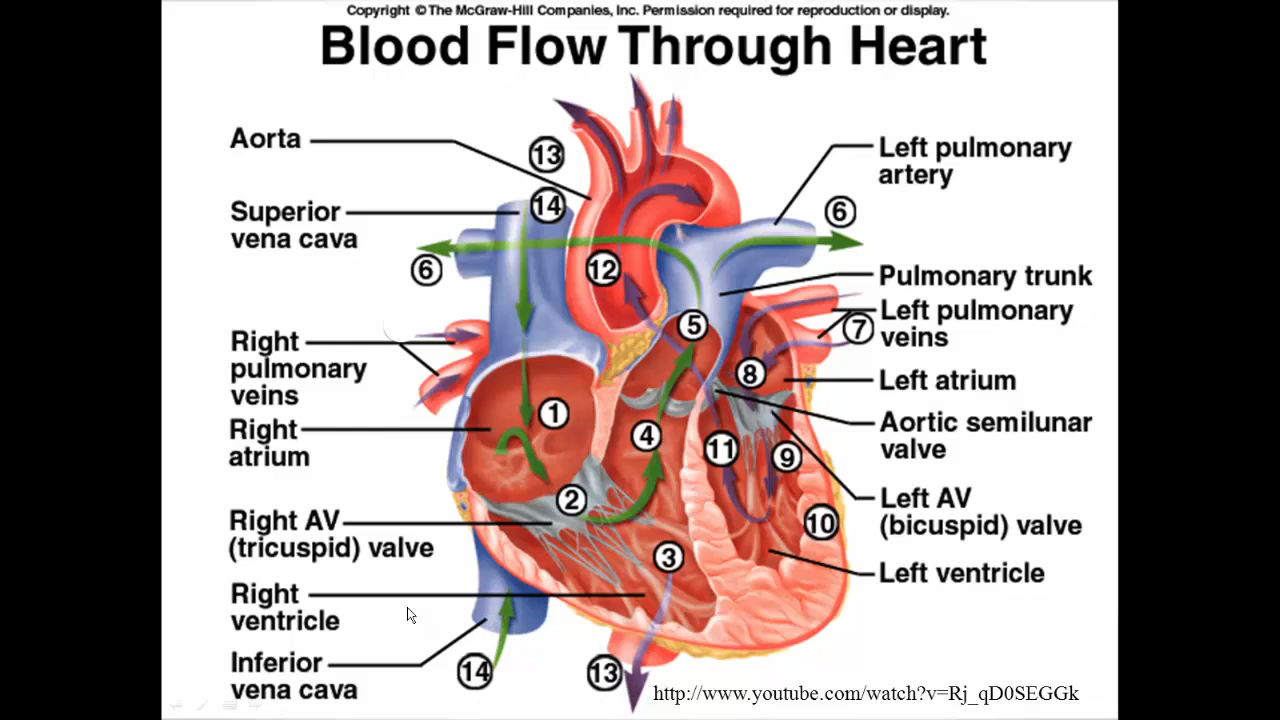 Copyright © The McGraw-Hill Companies, Inc. Permission required for reproduction or display.
Blood Flow Through Heart
Aorta
Superior
vena cava
Right
pulmonary
veins
Right
atrium
Right AV
(tricuspid) valve
Right
ventricle
Inferior
vena cava
13
14
6
12
5
1
4
2
3
14
13
11
8
9
10
7
6
Left pulmonary
artery
Pulmonary trunk
Left pulmonary
veins
Left atrium
Aortic semilunar
valve
Left AV
(bicuspid) valve
Left ventricle
http://www.youtube.com/watch?v=Rj_qD0SEGGk